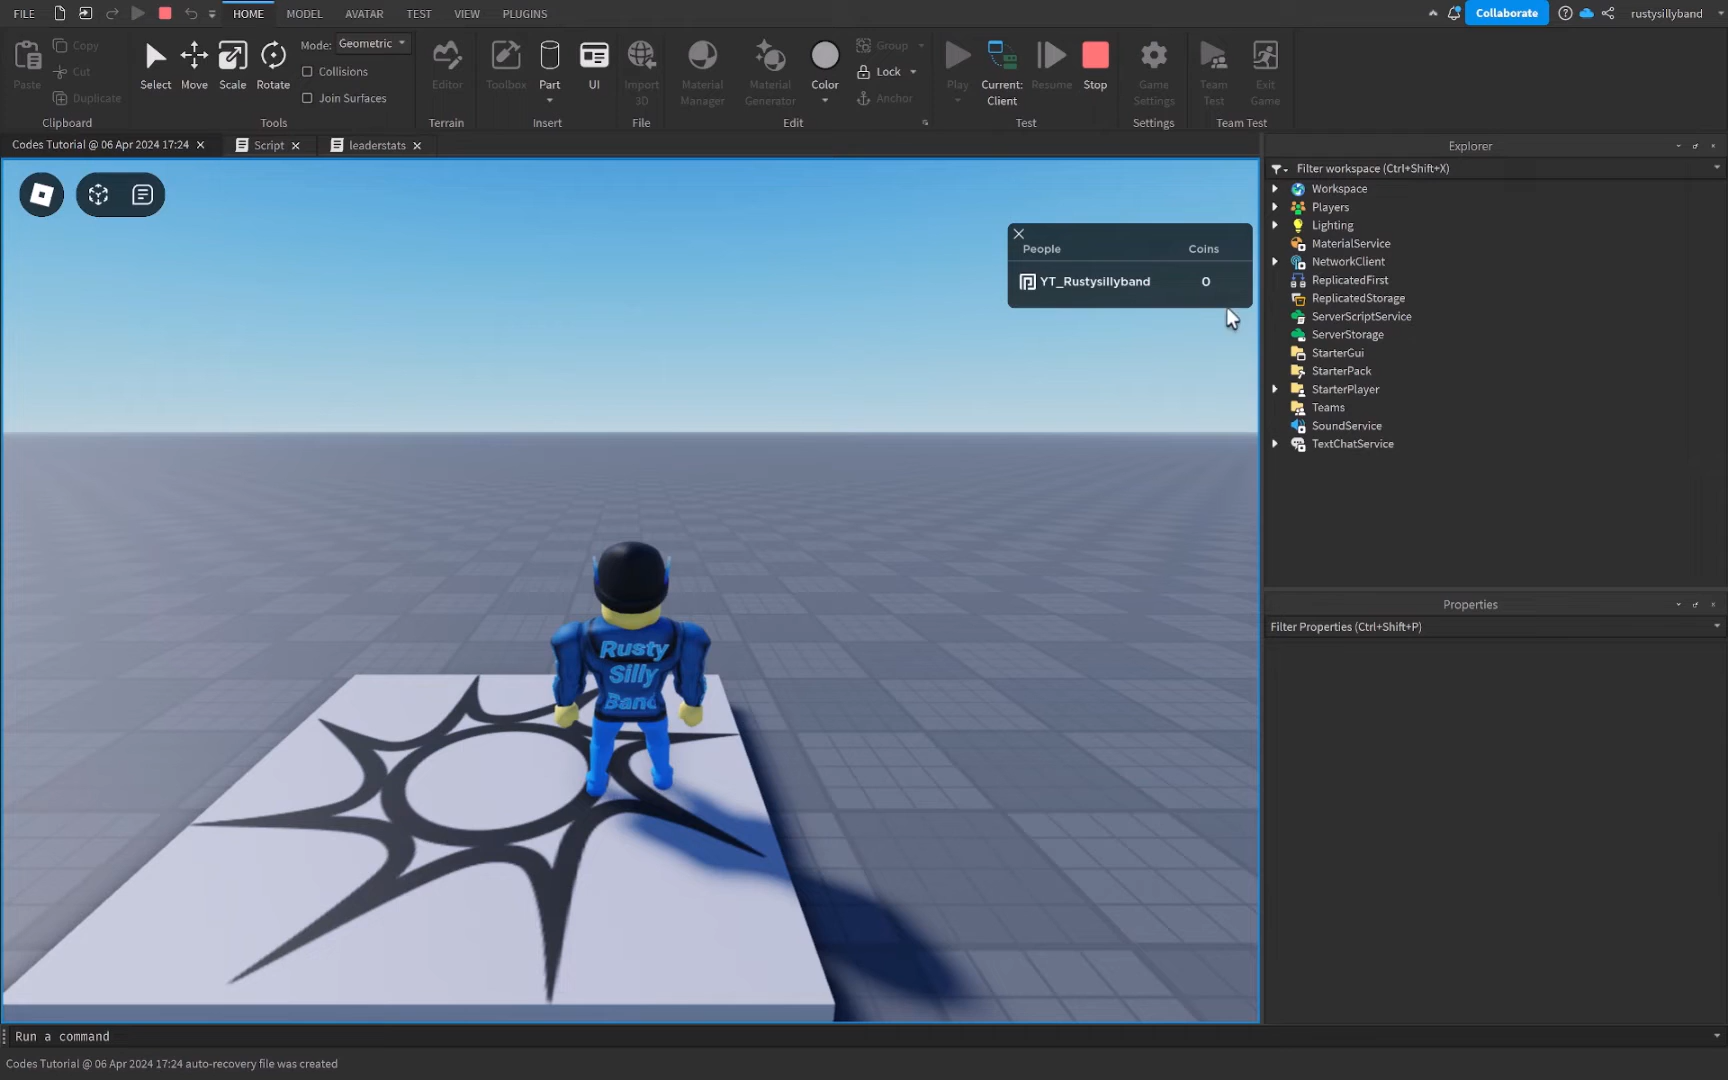 FILE HOME MODEL AVATAR TEST VIEW PLUGINS Collaborate rustysillyband
Paste Copy Cut Duplicate Clipboard
Select Move Scale Rotate Mode: Geometric Collisions Join Surfaces Tools
Editor Terrain
Toolbox Part UI Insert
Import 3D File
Material Manager Material Generator Color Group Lock Anchor Edit
Play Current: Client Resume Stop Test
Game Settings Settings
Team Test Exit Game Team Test
Codes Tutorial @ 06 Apr 2024 17:24 Script leaderstats
People Coins
YT_Rustysillyband 0
Rusty
Silly
Band
Explorer
Filter workspace (Ctrl+Shift+X)
Workspace
Players
Lighting
MaterialService
NetworkClient
ReplicatedFirst
ReplicatedStorage
ServerScriptService
ServerStorage
StarterGui
StarterPack
StarterPlayer
Teams
SoundService
TextChatService
Properties
Filter Properties (Ctrl+Shift+P)
Run a command
Codes Tutorial @ 06 Apr 2024 17:24 auto-recovery file was created